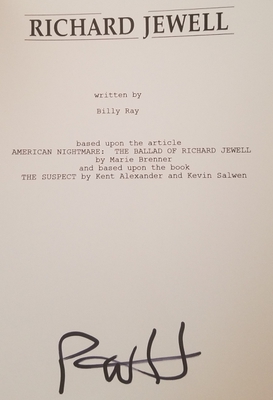 RICHARD JEWELL
written by
Billy Ray
based upon the article
AMERICAN NIGHTMARE: THE BALLAD OF RICHARD JEWELL
by Marie Brenner
and based upon the book
THE SUSPECT by Kent Alexander and Kevin Salwen